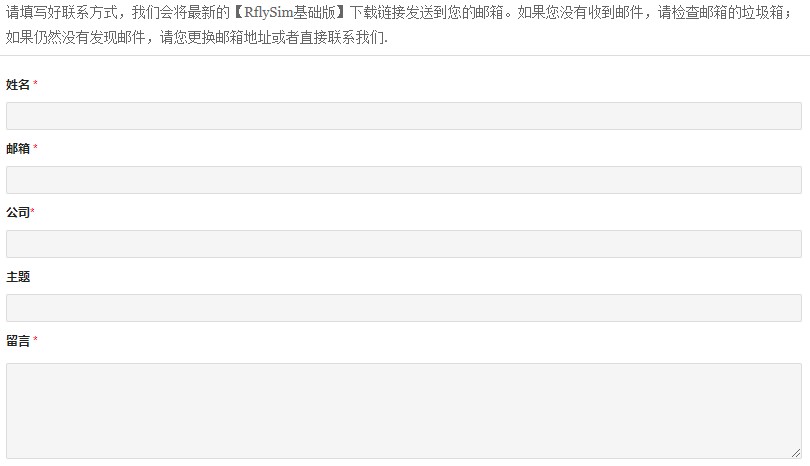 请填写好联系方式，我们会将最新的【RflySim基础版】下载链接发送到您的邮箱。如果您没有收到邮件，请检查邮箱的垃圾箱；
如果仍然没有发现邮件，请您更换邮箱地址或者直接联系我们.
姓名 *
邮箱 *
公司*
主题
留言 *